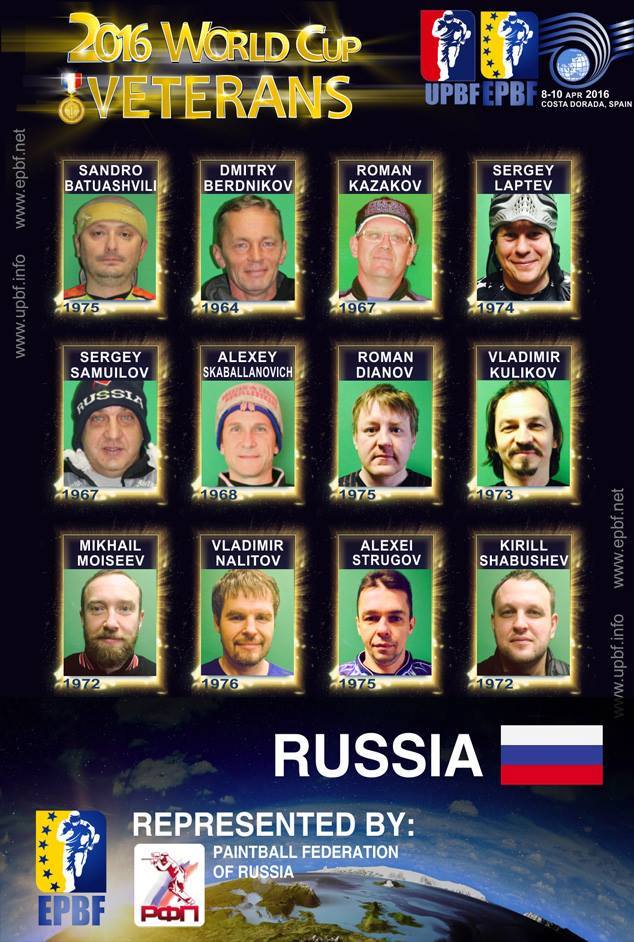 2016 WORLD CUP
VETERANS
UPBF EPBF
8-10 APR 2016
COSTA DORADA, SPAIN
www.upbf.info www.epbf.net
SANDRO
BATUASHVILI
1975
DMITRY
BERDNIKOV
1964
ROMAN
KAZAKOV
1967
SERGEY
LAPTEV
1974
SERGEY
SAMUILOV
RUSSIA
1967
ALEXEY
SKABALLANOVICH
1968
ROMAN
DIANOV
1975
VLADIMIR
KULIKOV
1973
MIKHAIL
MOISEEV
1972
VLADIMIR
NALITOV
1976
ALEXEI
STRUGOV
1975
KIRILL
SHABUSHEV
1972
www.upbf.info www.epbf.net
RUSSIA
REPRESENTED BY:
PAINTBALL FEDERATION
OF RUSSIA
EPBF
РФП